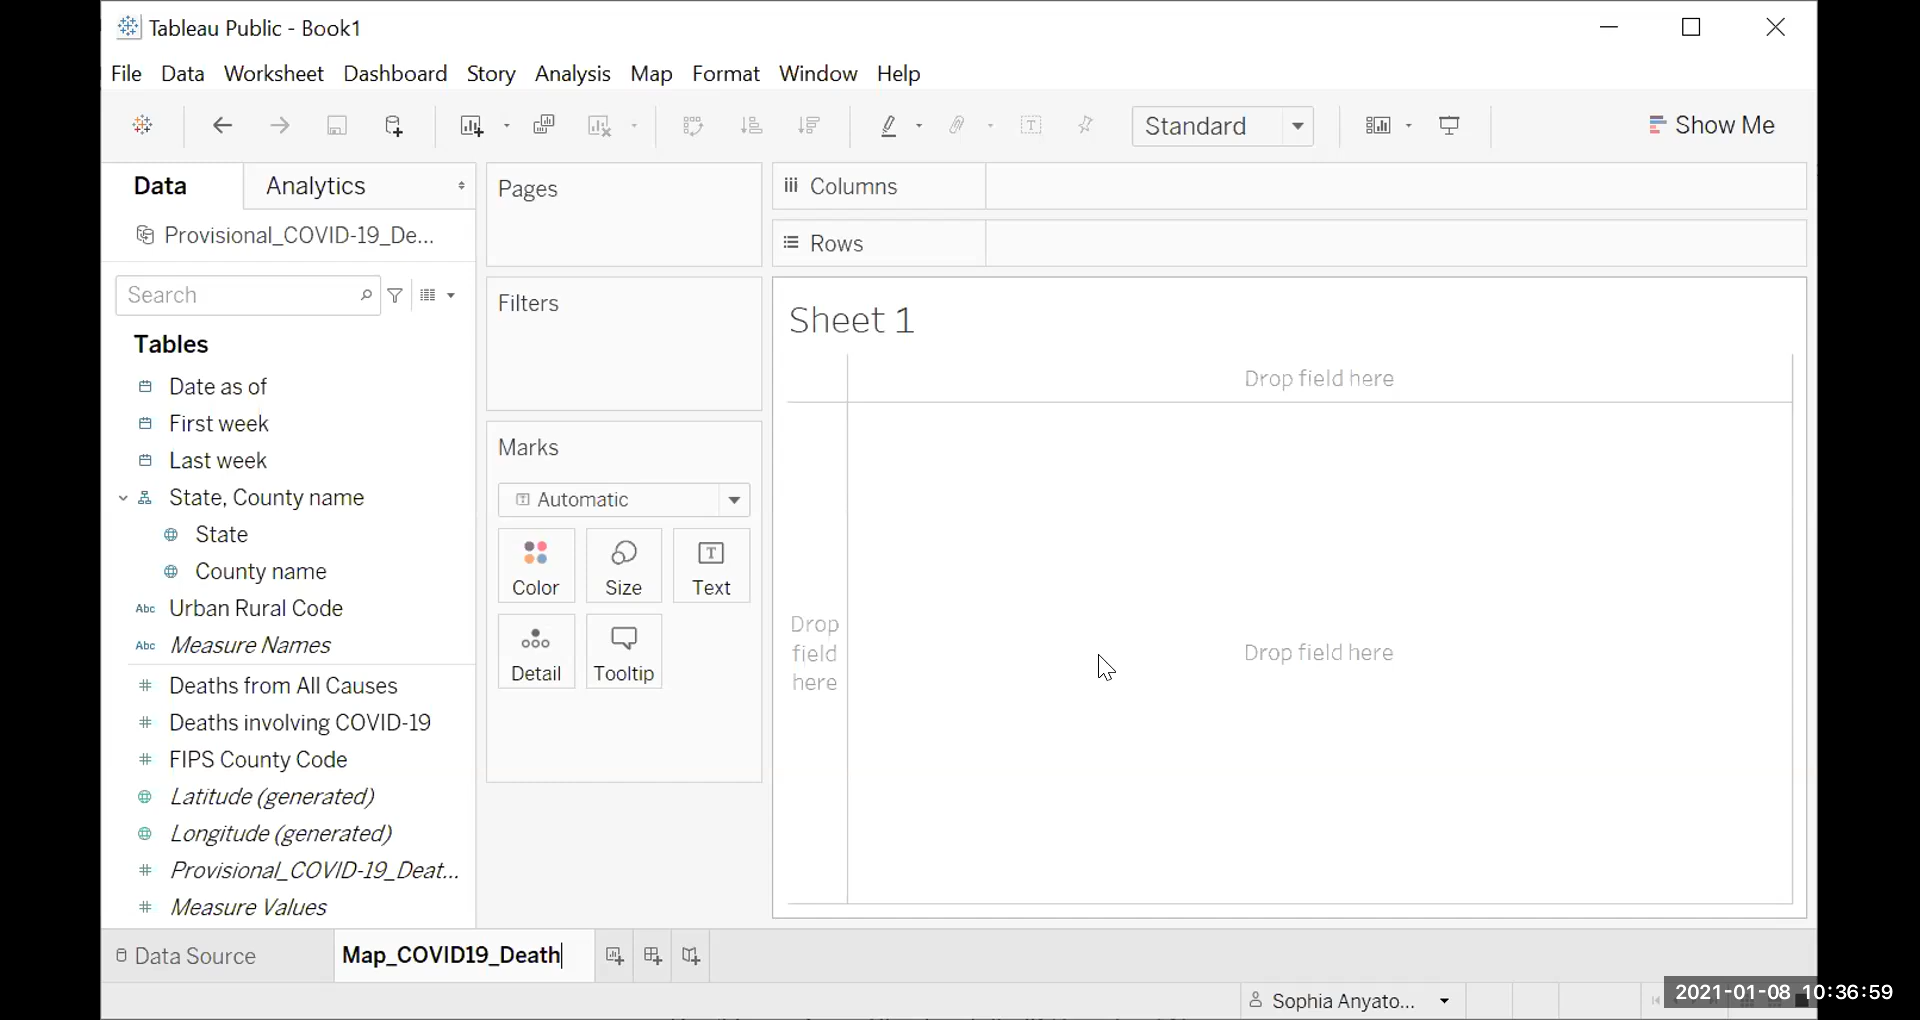 Tableau Public - Book1
File Data Worksheet Dashboard Story Analysis Map Format Window Help
Standard
Show Me
Data
Analytics
Provisional_COVID-19_De...
Search
Tables
Date as of
First week
Last week
State, County name
State
County name
Abc Urban Rural Code
Abc Measure Names
Deaths from All Causes
Deaths involving COVID-19
FIPS County Code
Latitude (generated)
Longitude (generated)
Provisional_COVID-19_Deat...
Measure Values
Pages
Filters
Marks
Automatic
Color
Size
Text
Detail
Tooltip
Columns
Rows
Sheet 1
Drop field here
Drop
field
here
Drop field here
Data Source
Map_COVID19_Death
Sophia Anyato...
2021-01-08 10:36:59